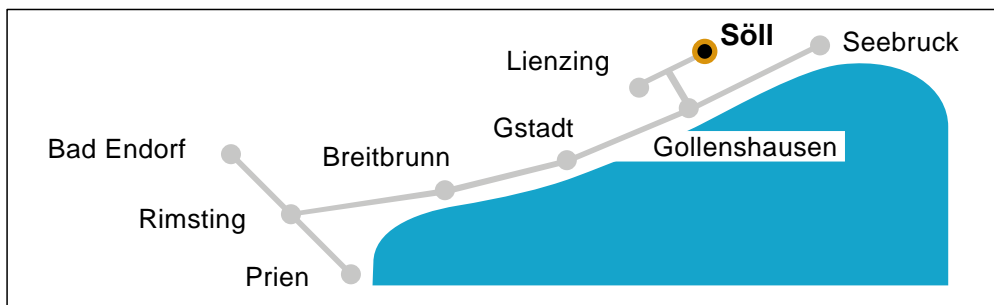 Söll
Seebruck
Lienzing
Gstadt
Gollenshausen
Bad Endorf
Breitbrunn
Rimsting
Prien